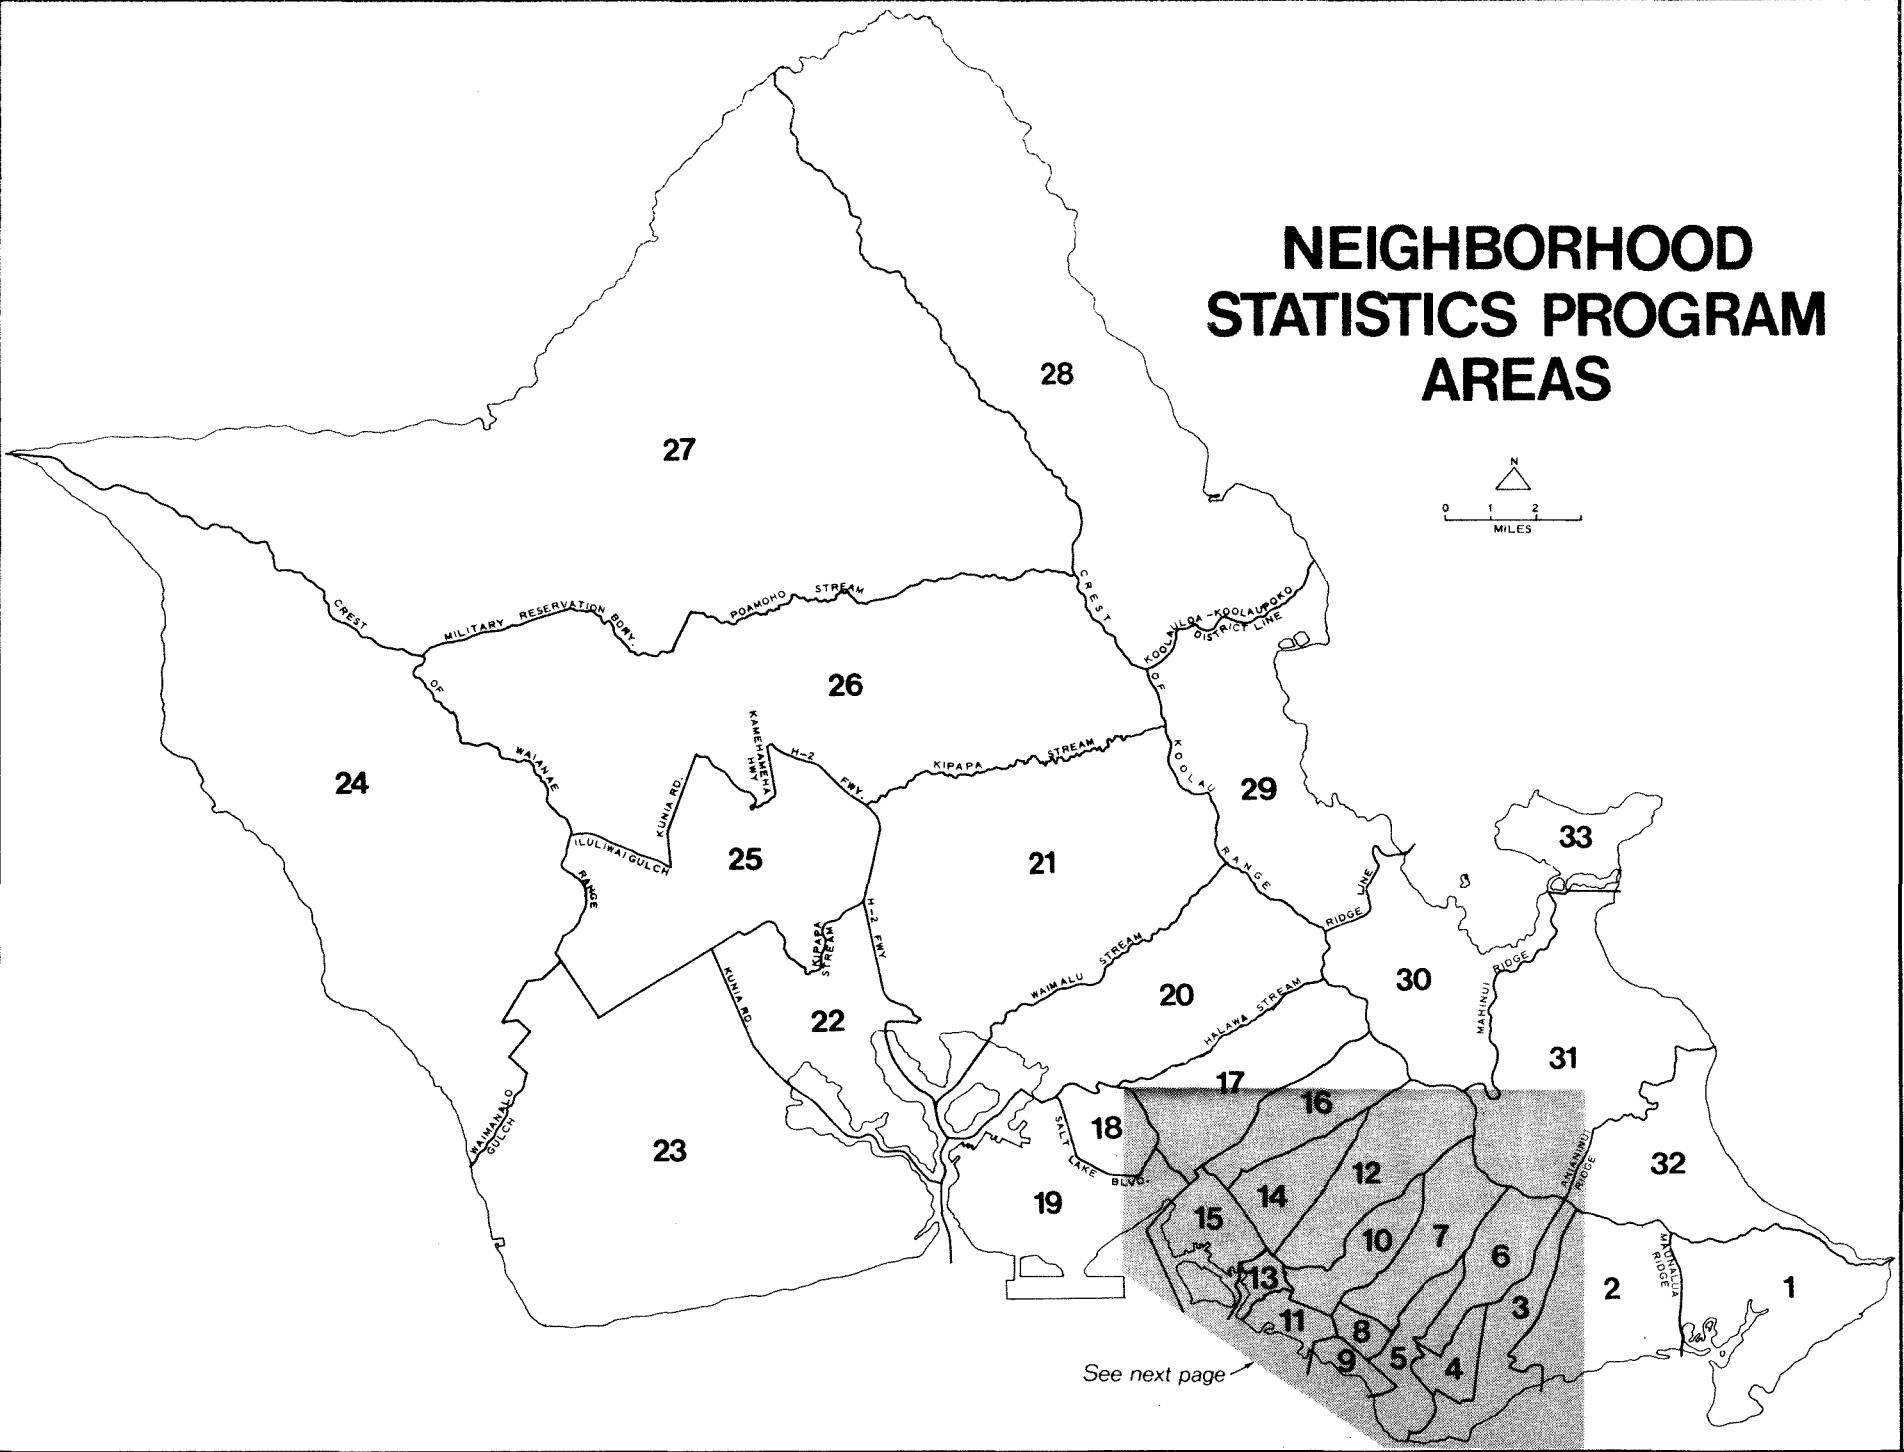 NEIGHBORHOOD
STATISTICS PROGRAM
AREAS
28
27
N
0 1 2
MILES
CREST
MILITARY RESERVATION BDRY.
POAMOHO STREAM
CREST
KOOLAULOA-KOOLAUPOKO
DISTRICT LINE
OF
OF
26
KAMEHAMEHA
HWY
H-2
FWY.
KIPAPA STREAM
KOOLAU
WAIANAE
24
KUNIA RD.
29
33
ILULIWAI GULCH
25
21
RANGE
RIDGE LINE
RANGE
H-2 FWY
KIPAPA
STREAM
KUNIA RD.
WAIMALU STREAM
RIDGE
MAHINUI
20
30
HALAWA STREAM
22
31
17
16
WAIMANALO
GULCH
18
SALT
LAKE
BLVD.
23
12
AHIANINU
RIDGE
32
19
14
15
10
7
6
MAUNALUA
RIDGE
13
2
1
3
11
8
9
5
4
See next page